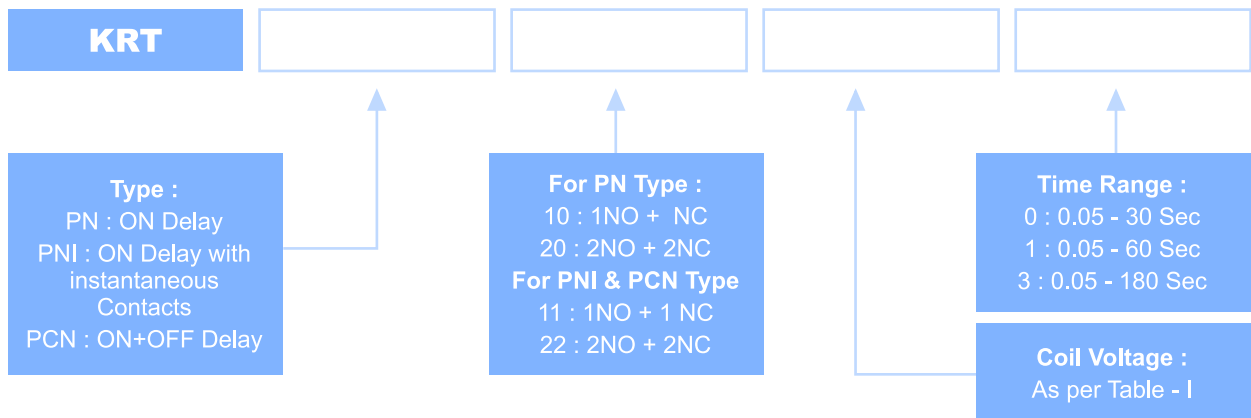 KRT
Type :
PN : ON Delay
PNI : ON Delay with
instantaneous
Contacts
PCN : ON+OFF Delay
For PN Type :
10 : 1NO + NC
20 : 2NO + 2NC
For PNI & PCN Type
11 : 1NO + 1 NC
22 : 2NO + 2NC
Time Range :
0 : 0.05 - 30 Sec
1 : 0.05 - 60 Sec
3 : 0.05 - 180 Sec
Coil Voltage :
As per Table - I